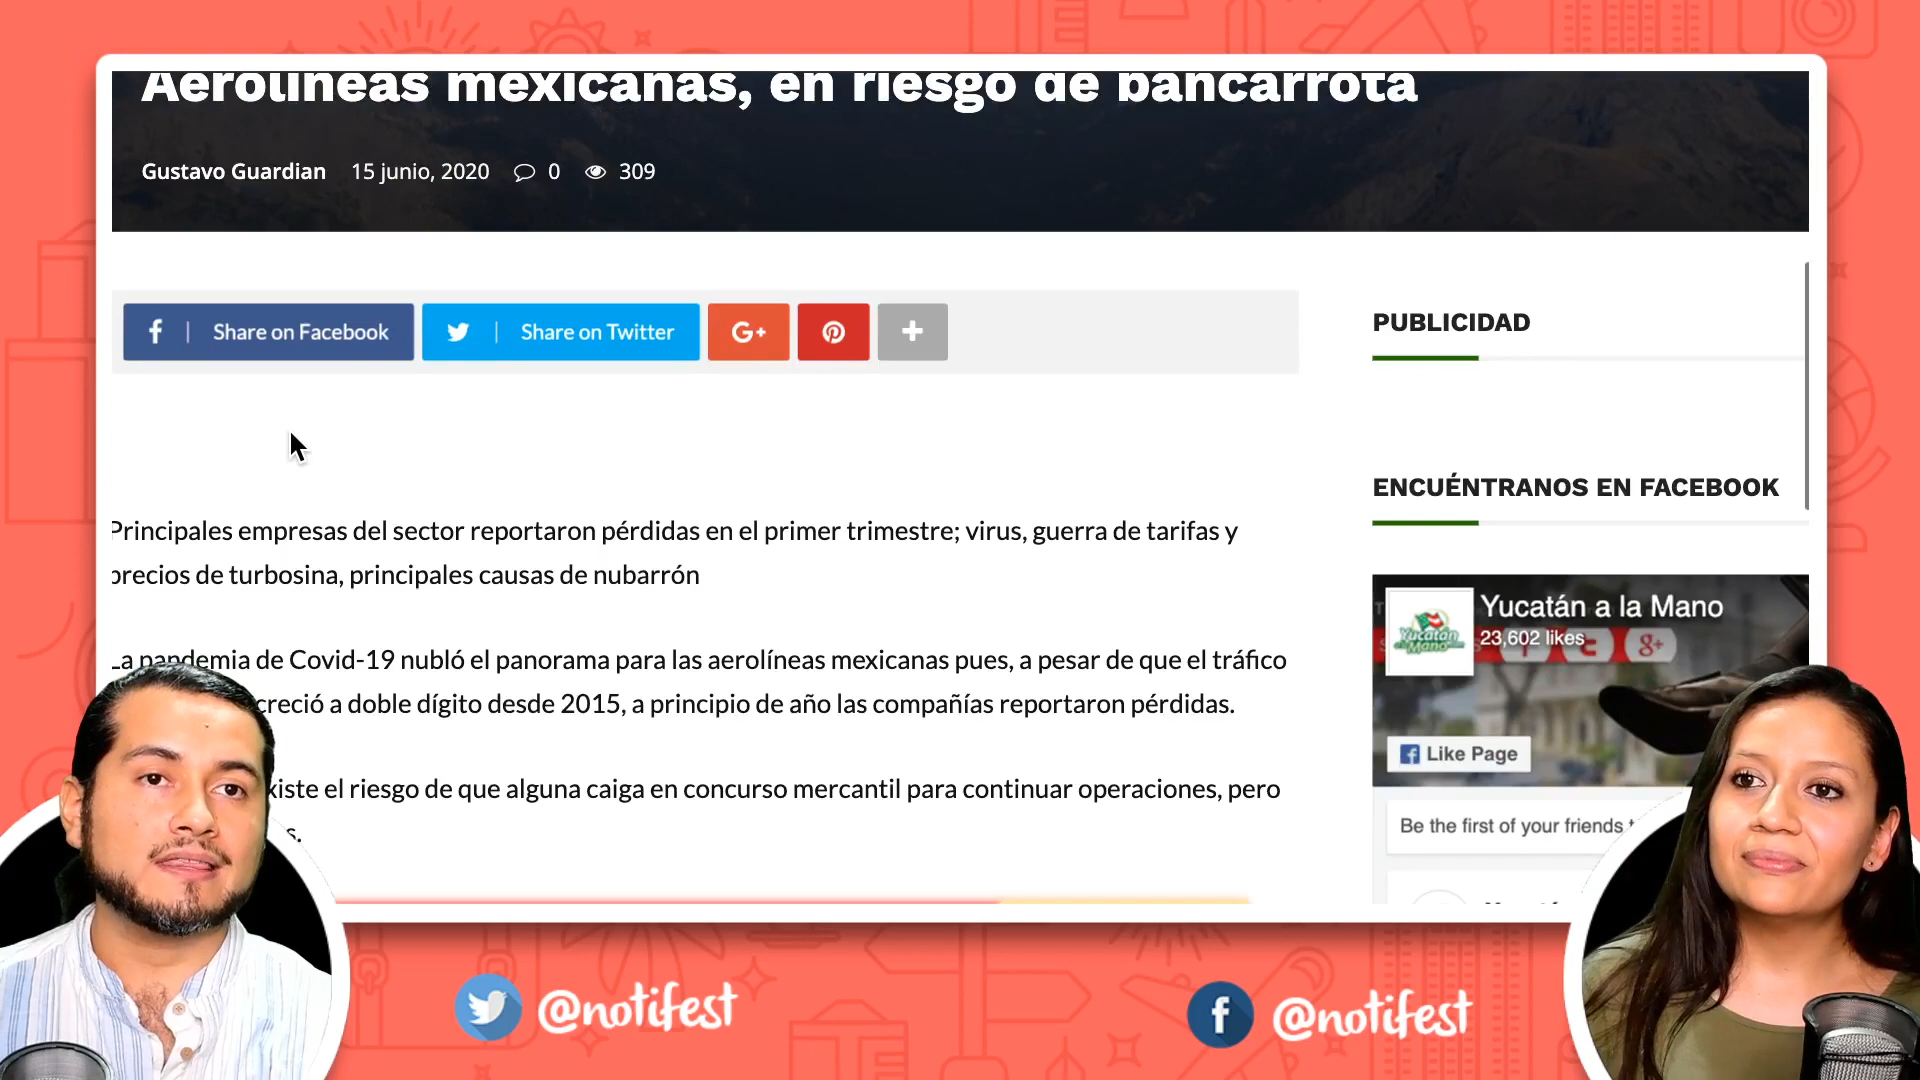 Aerolíneas mexicanas, en riesgo de bancarrota
Gustavo Guardian 15 junio, 2020 0 309
f | Share on Facebook | Share on Twitter G+ +
PUBLICIDAD
ENCUÉNTRANOS EN FACEBOOK
Principales empresas del sector reportaron pérdidas en el primer trimestre; virus, guerra de tarifas y
precios de turbosina, principales causas de nubarrón
La pandemia de Covid-19 nubló el panorama para las aerolíneas mexicanas pues, a pesar de que el tráfico
creció a doble dígito desde 2015, a principio de año las compañías reportaron pérdidas.
xiste el riesgo de que alguna caiga en concurso mercantil para continuar operaciones, pero
s.
Yucatán a la Mano
23,602 likes
Yucatán
Mano
g+
Like Page
Be the first of your friends
@notifest
f @notifest